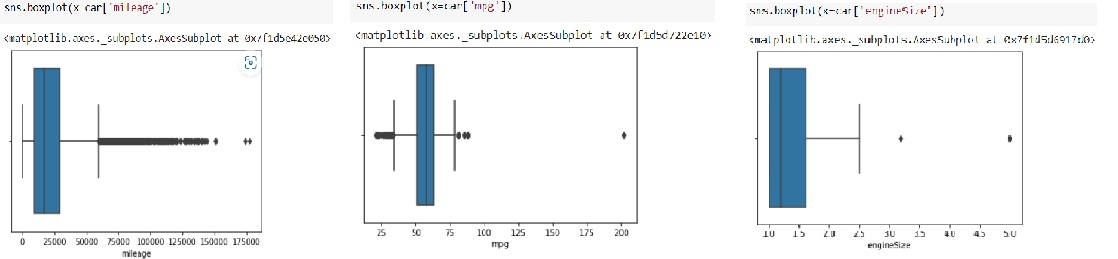 sns.boxplot(x=car['mileage'])
<matplotlib.axes._subplots.AxesSubplot at 0x7f1d5e42e050>
0 25000 50000 75000 100000 125000 150000 175000
mileage
sns.boxplot(x=car['mpg'])
<matplotlib.axes._subplots.AxesSubplot at 0x7f1d5d722e10>
25 50 75 100 125 150 175 200
mpg
sns.boxplot(x=car['engineSize'])
<matplotlib.axes._subplots.AxesSubplot at 0x7f1d5d6917d0>
1.0 1.5 2.0 2.5 3.0 3.5 4.0 4.5 5.0
engineSize